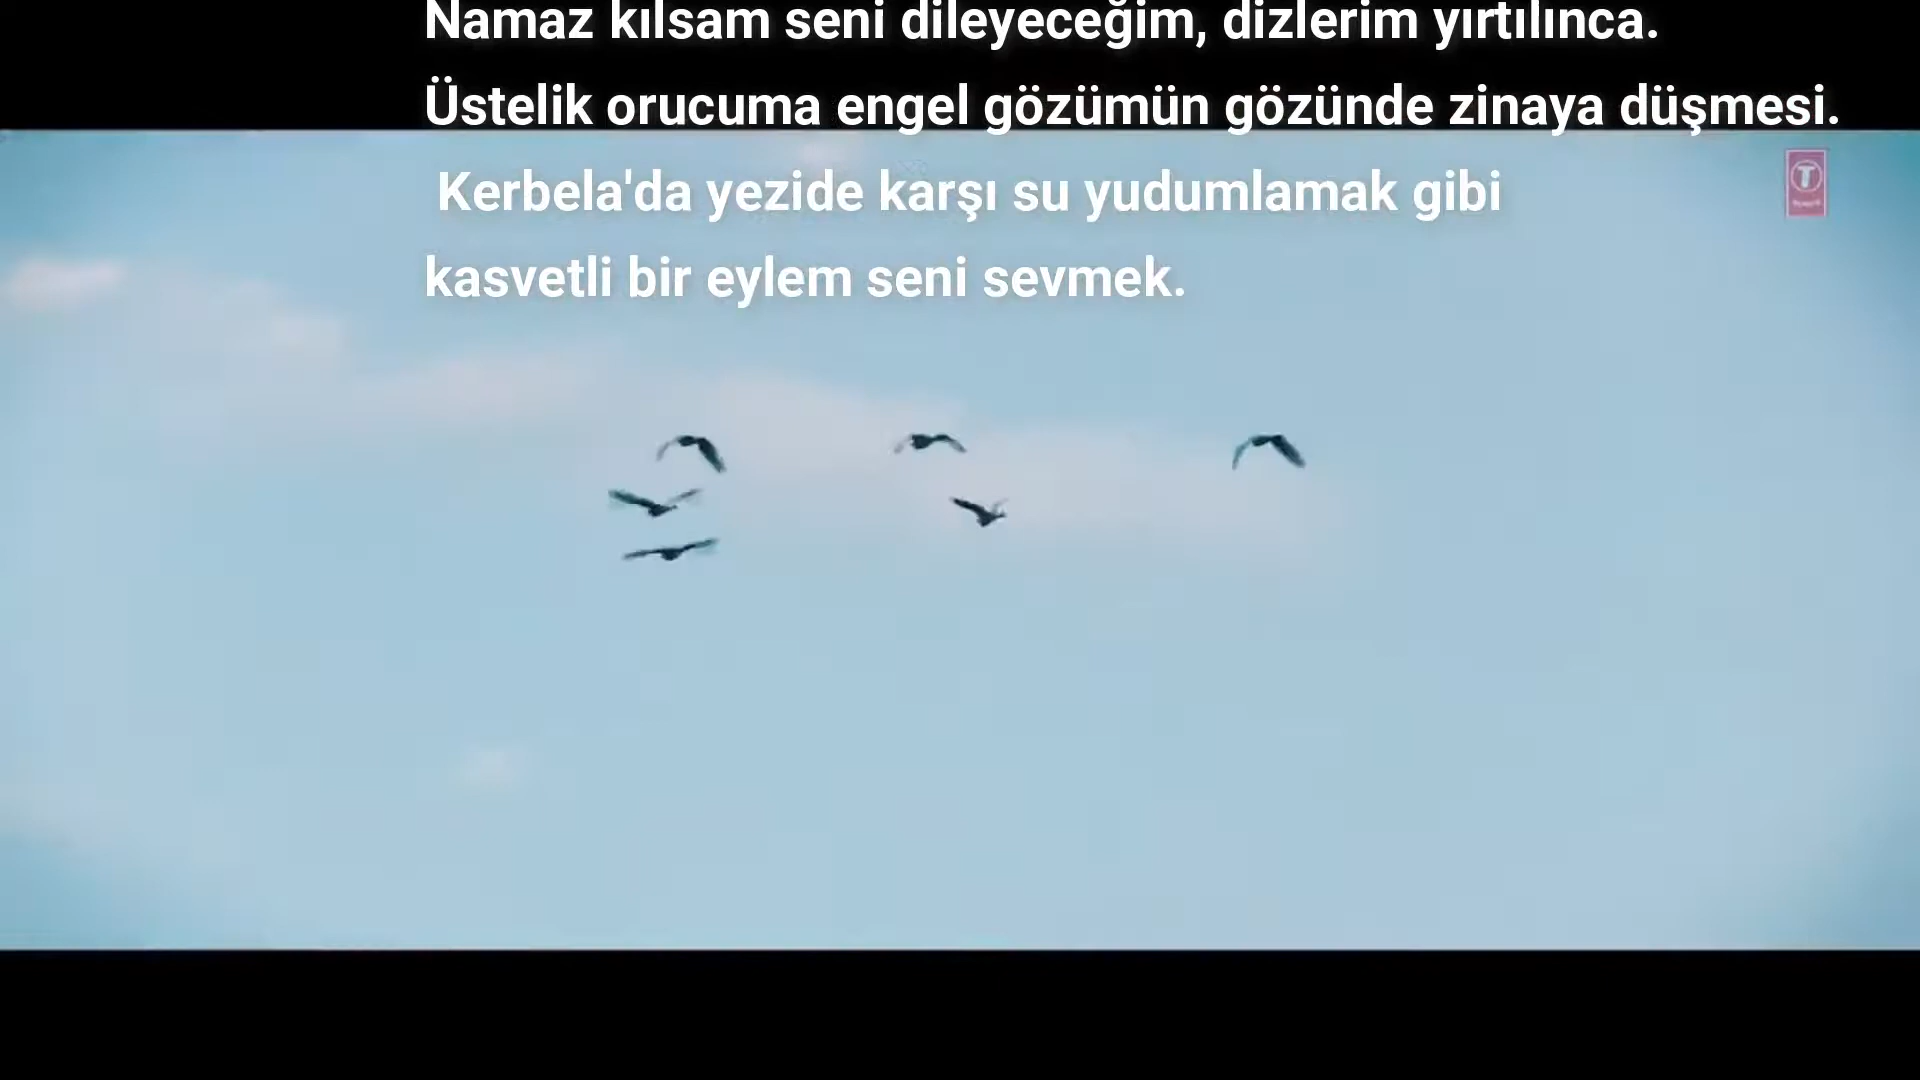 Namaz kılsam seni dileyeceğim, dizlerim yırtılınca.
Üstelik orucuma engel gözümün gözünde zinaya düşmesi.
Kerbela'da yezide karşı su yudumlamak gibi
kasvetli bir eylem seni sevmek.
T